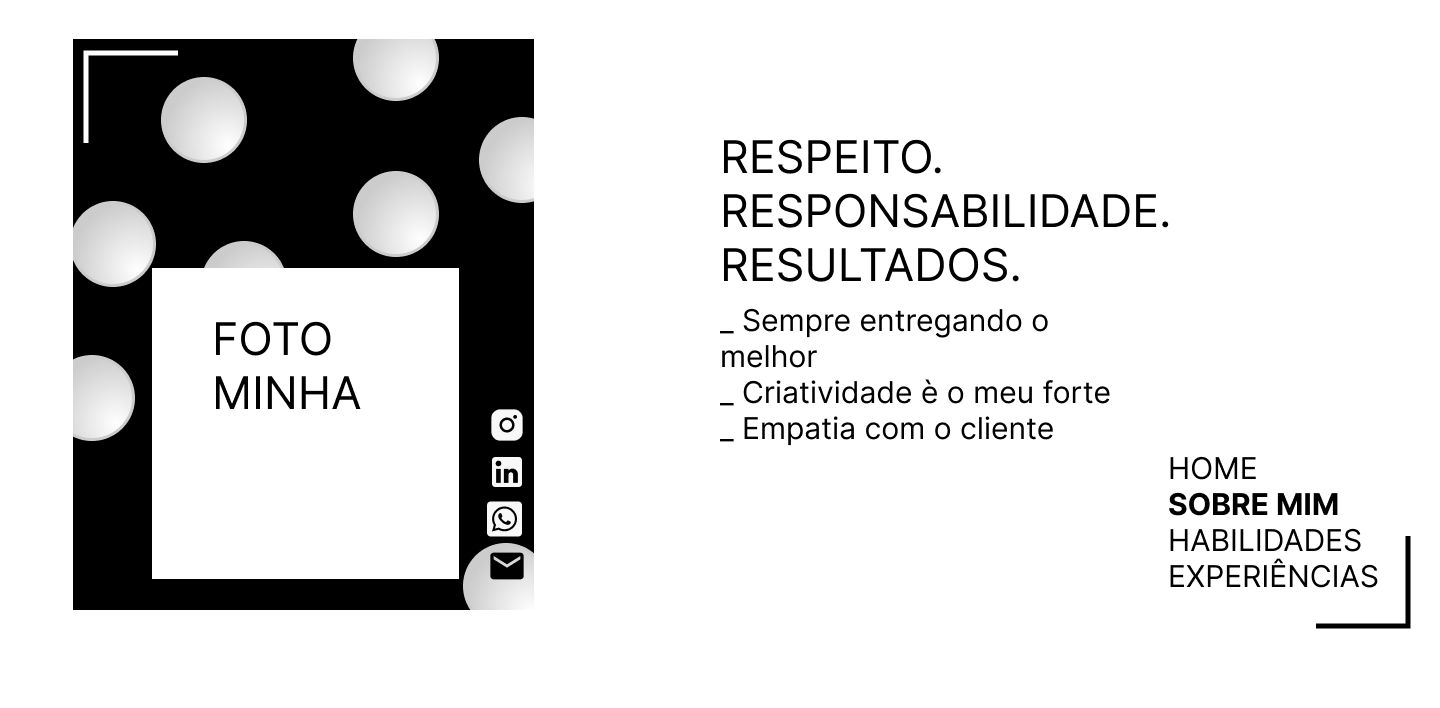 FOTO
MINHA
RESPEITO.
RESPONSABILIDADE.
RESULTADOS.
_ Sempre entregando o
melhor
_ Criatividade è o meu forte
_ Empatia com o cliente
HOME
SOBRE MIM
HABILIDADES
EXPERIÊNCIAS